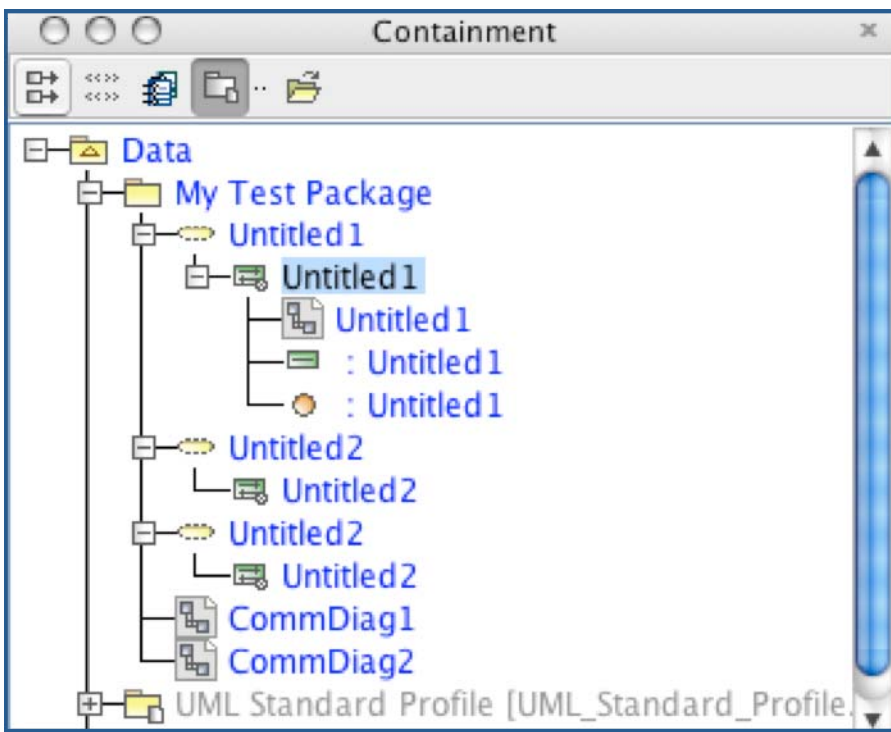 Containment
<<>>
<<>>
Data
My Test Package
Untitled1
Untitled1
Untitled1
: Untitled1
: Untitled1
Untitled2
Untitled2
Untitled2
Untitled2
CommDiag1
CommDiag2
UML Standard Profile [UML_Standard_Profile.